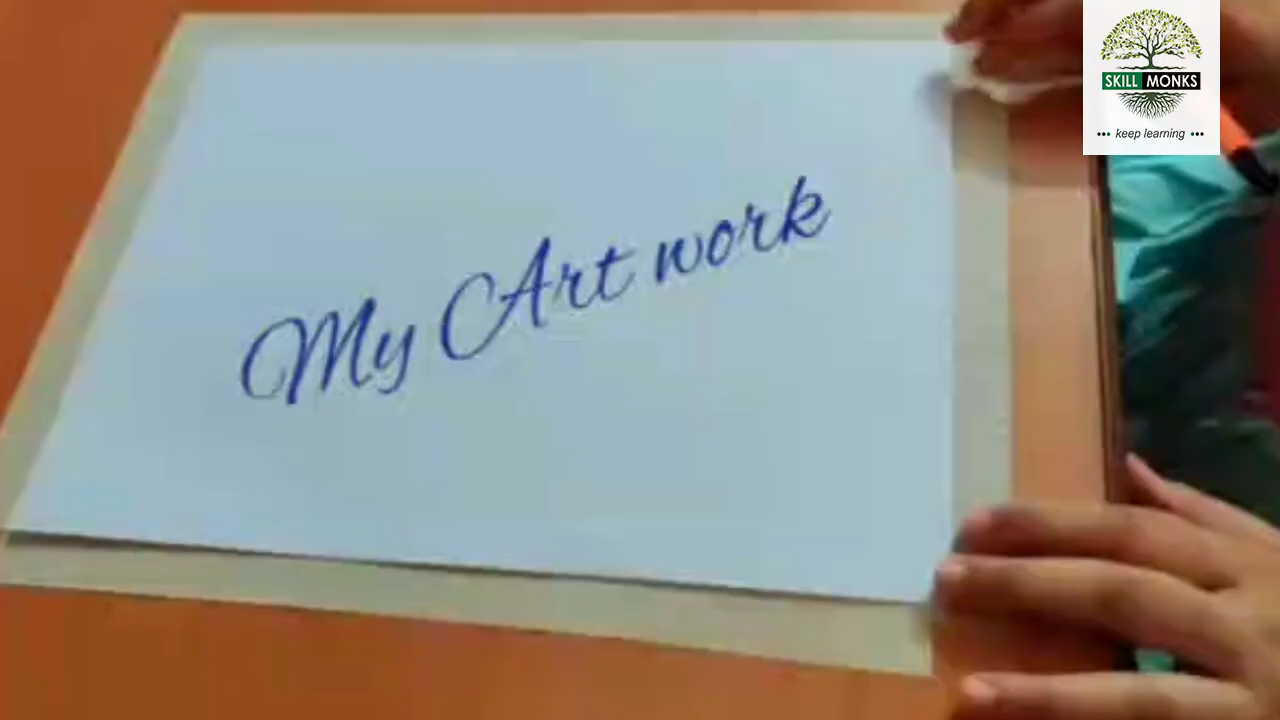 My Art work
SKILL MONKS
••• keep learning •••